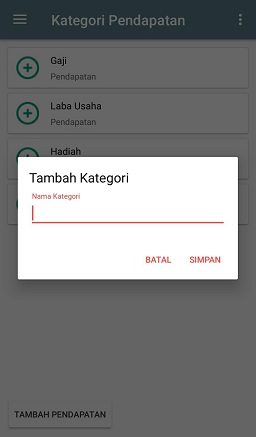 Kategori Pendapatan
Gaji
Pendapatan
Laba Usaha
Pendapatan
Hadiah
Tambah Kategori
Nama Kategori
BATAL SIMPAN
TAMBAH PENDAPATAN